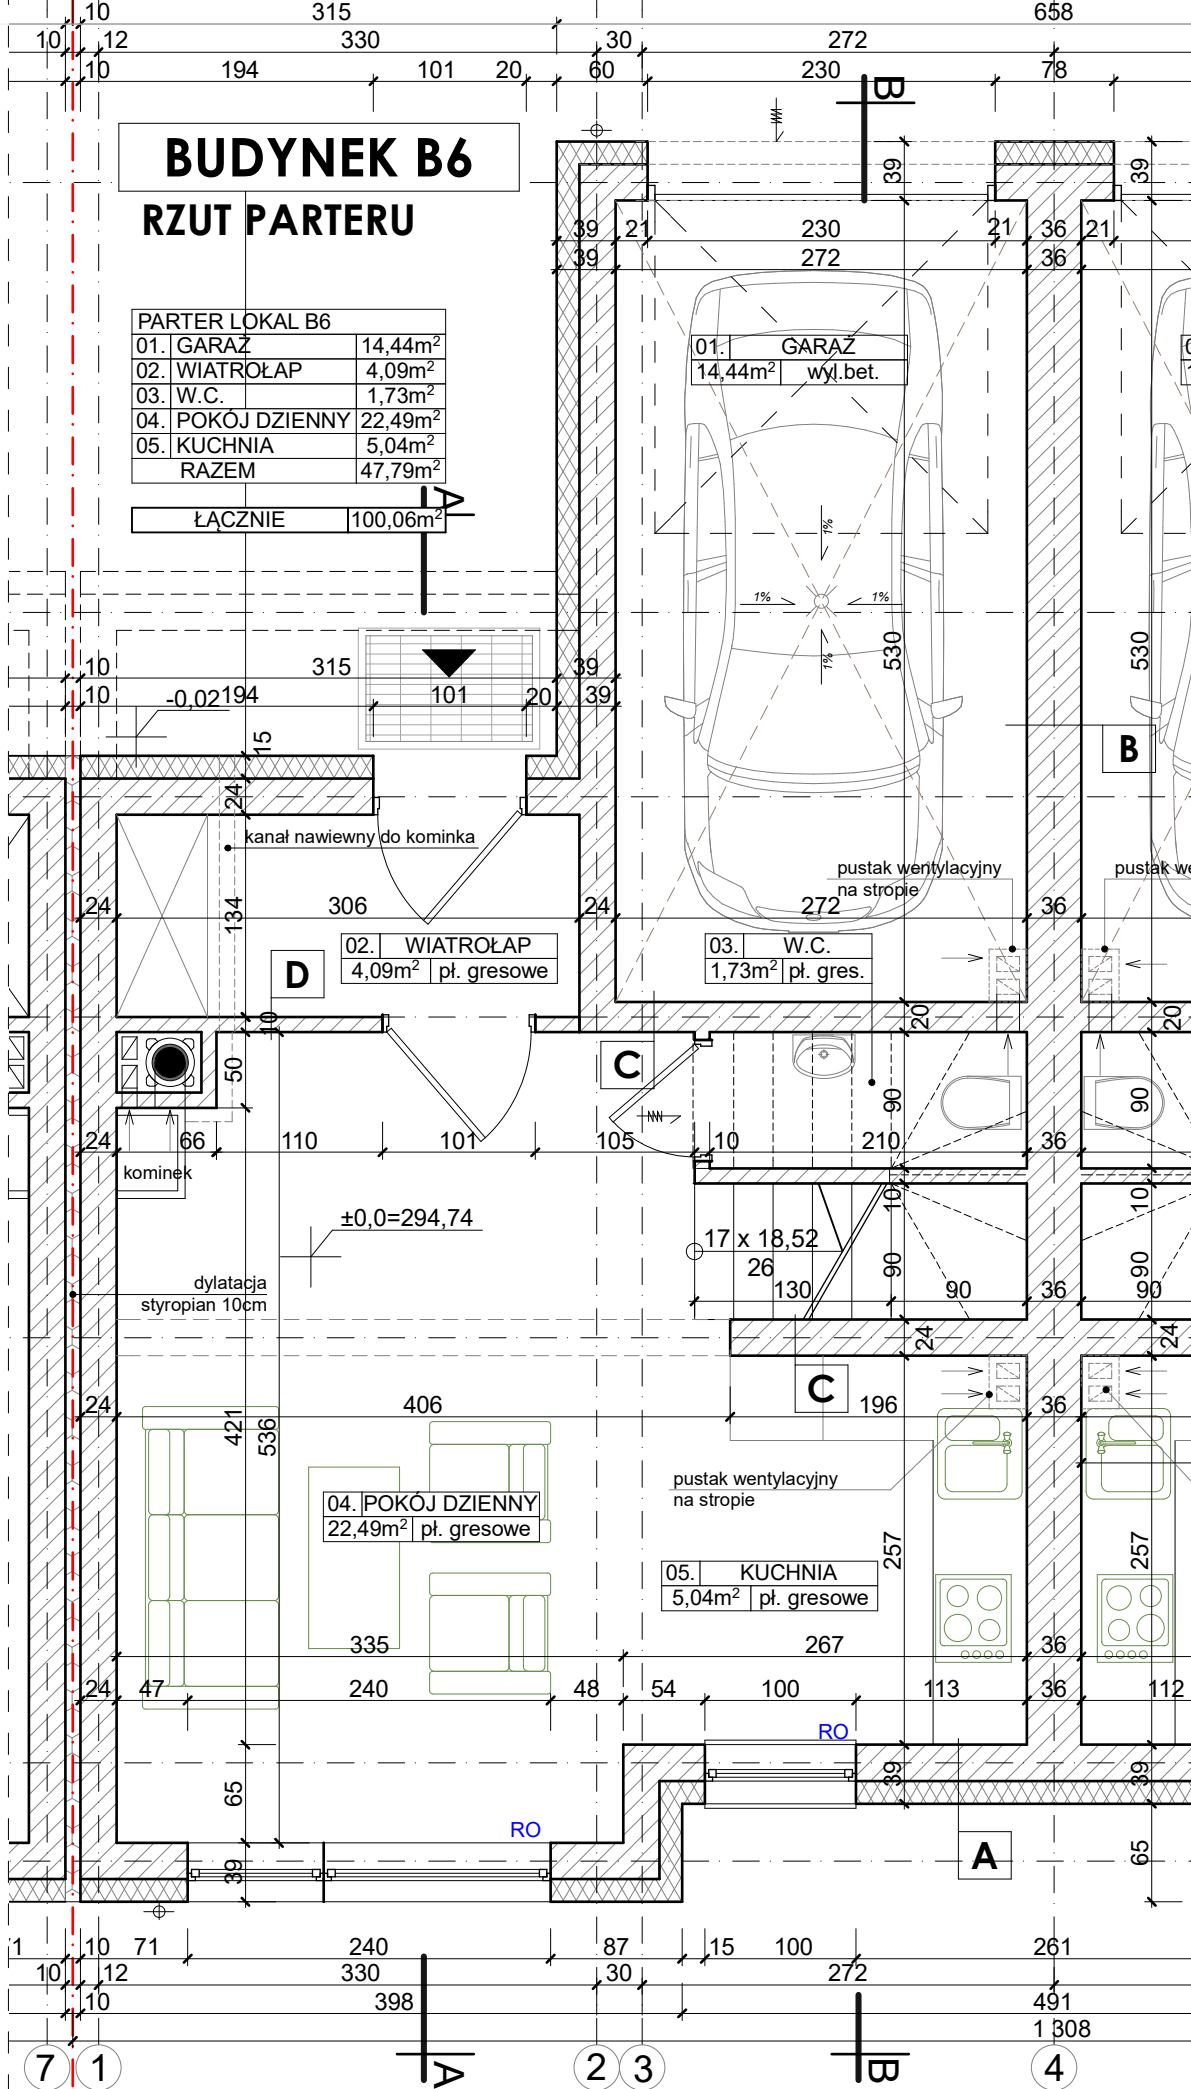 10 315 658
10 12 330 30 272
10 194 101 20 60 230 78
B
BUDYNEK B6
RZUT PARTERU
39 39
39 21 230 21 36 21
39 272 36
PARTER LOKAL B6
01. GARAŻ 14,44m²
02. WIATROŁAP 4,09m²
03. W.C. 1,73m²
04. POKÓJ DZIENNY 22,49m²
05. KUCHNIA 5,04m²
RAZEM 47,79m²
ŁĄCZNIE 100,06m²
A
01. GARAŻ
14,44m² wyl.bet.
1%
1% 1%
1%
530 530
10 315 39
10 194 101 20 39
-0,02
15
B
24
kanał nawiewny do kominka
pustak wentylacyjny
na stropie
pustak we
24 306 24 272 36
134
02. WIATROŁAP
4,09m² pł. gresowe
03. W.C.
1,73m² pł. gres.
D
10 20 20
C
50 90 90
24 66 110 101 105 10 210 36
kominek
10 10
±0,0=294,74
17 x 18,52
26
90 90
dylatacja
styropian 10cm
130 90 36 90
24 24
C
24 406 196 36
421
536
pustak wentylacyjny
na stropie
04. POKÓJ DZIENNY
22,49m² pł. gresowe
257 257
05. KUCHNIA
5,04m² pł. gresowe
335 267 36
24 47 240 48 54 100 113 36 112
RO
39 39
65
RO
A
65
39
1 10 71 240 87 15 100 261
10 12 330 30 272
10 398 491
1 308
7 1 A 2 3 B 4